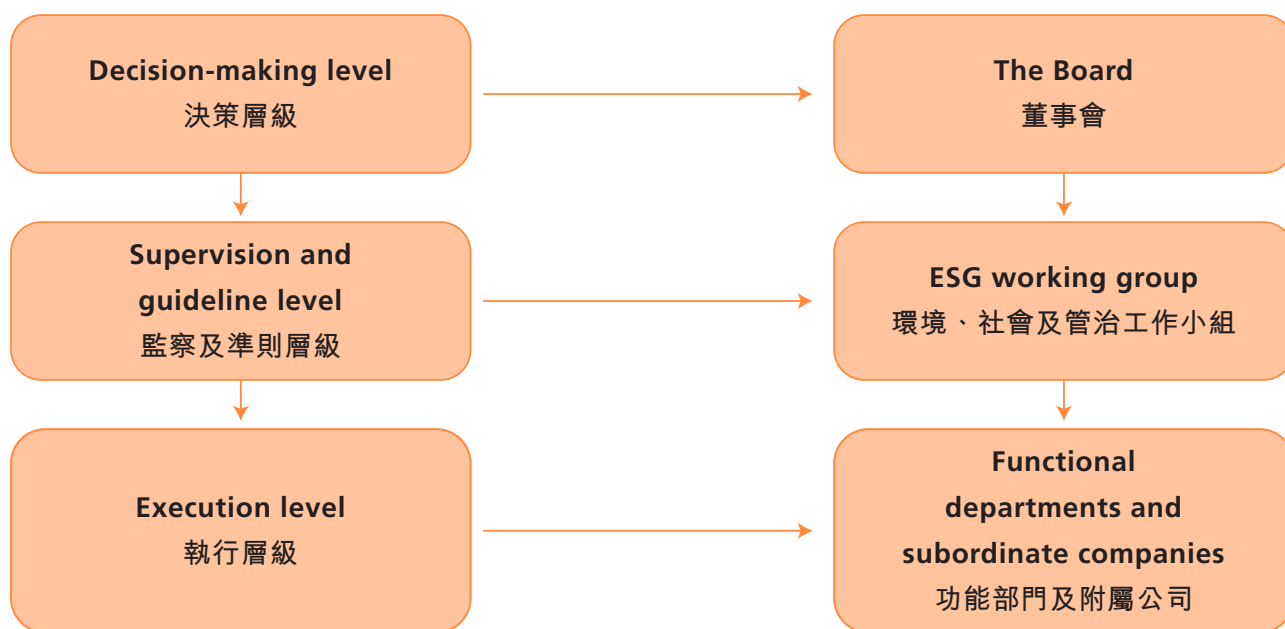 Decision-making level
決策層級
The Board
董事會
Supervision and
guideline level
監察及準則層級
ESG working group
環境、社會及管治工作小組
Execution level
執行層級
Functional
departments and
subordinate companies
功能部門及附屬公司